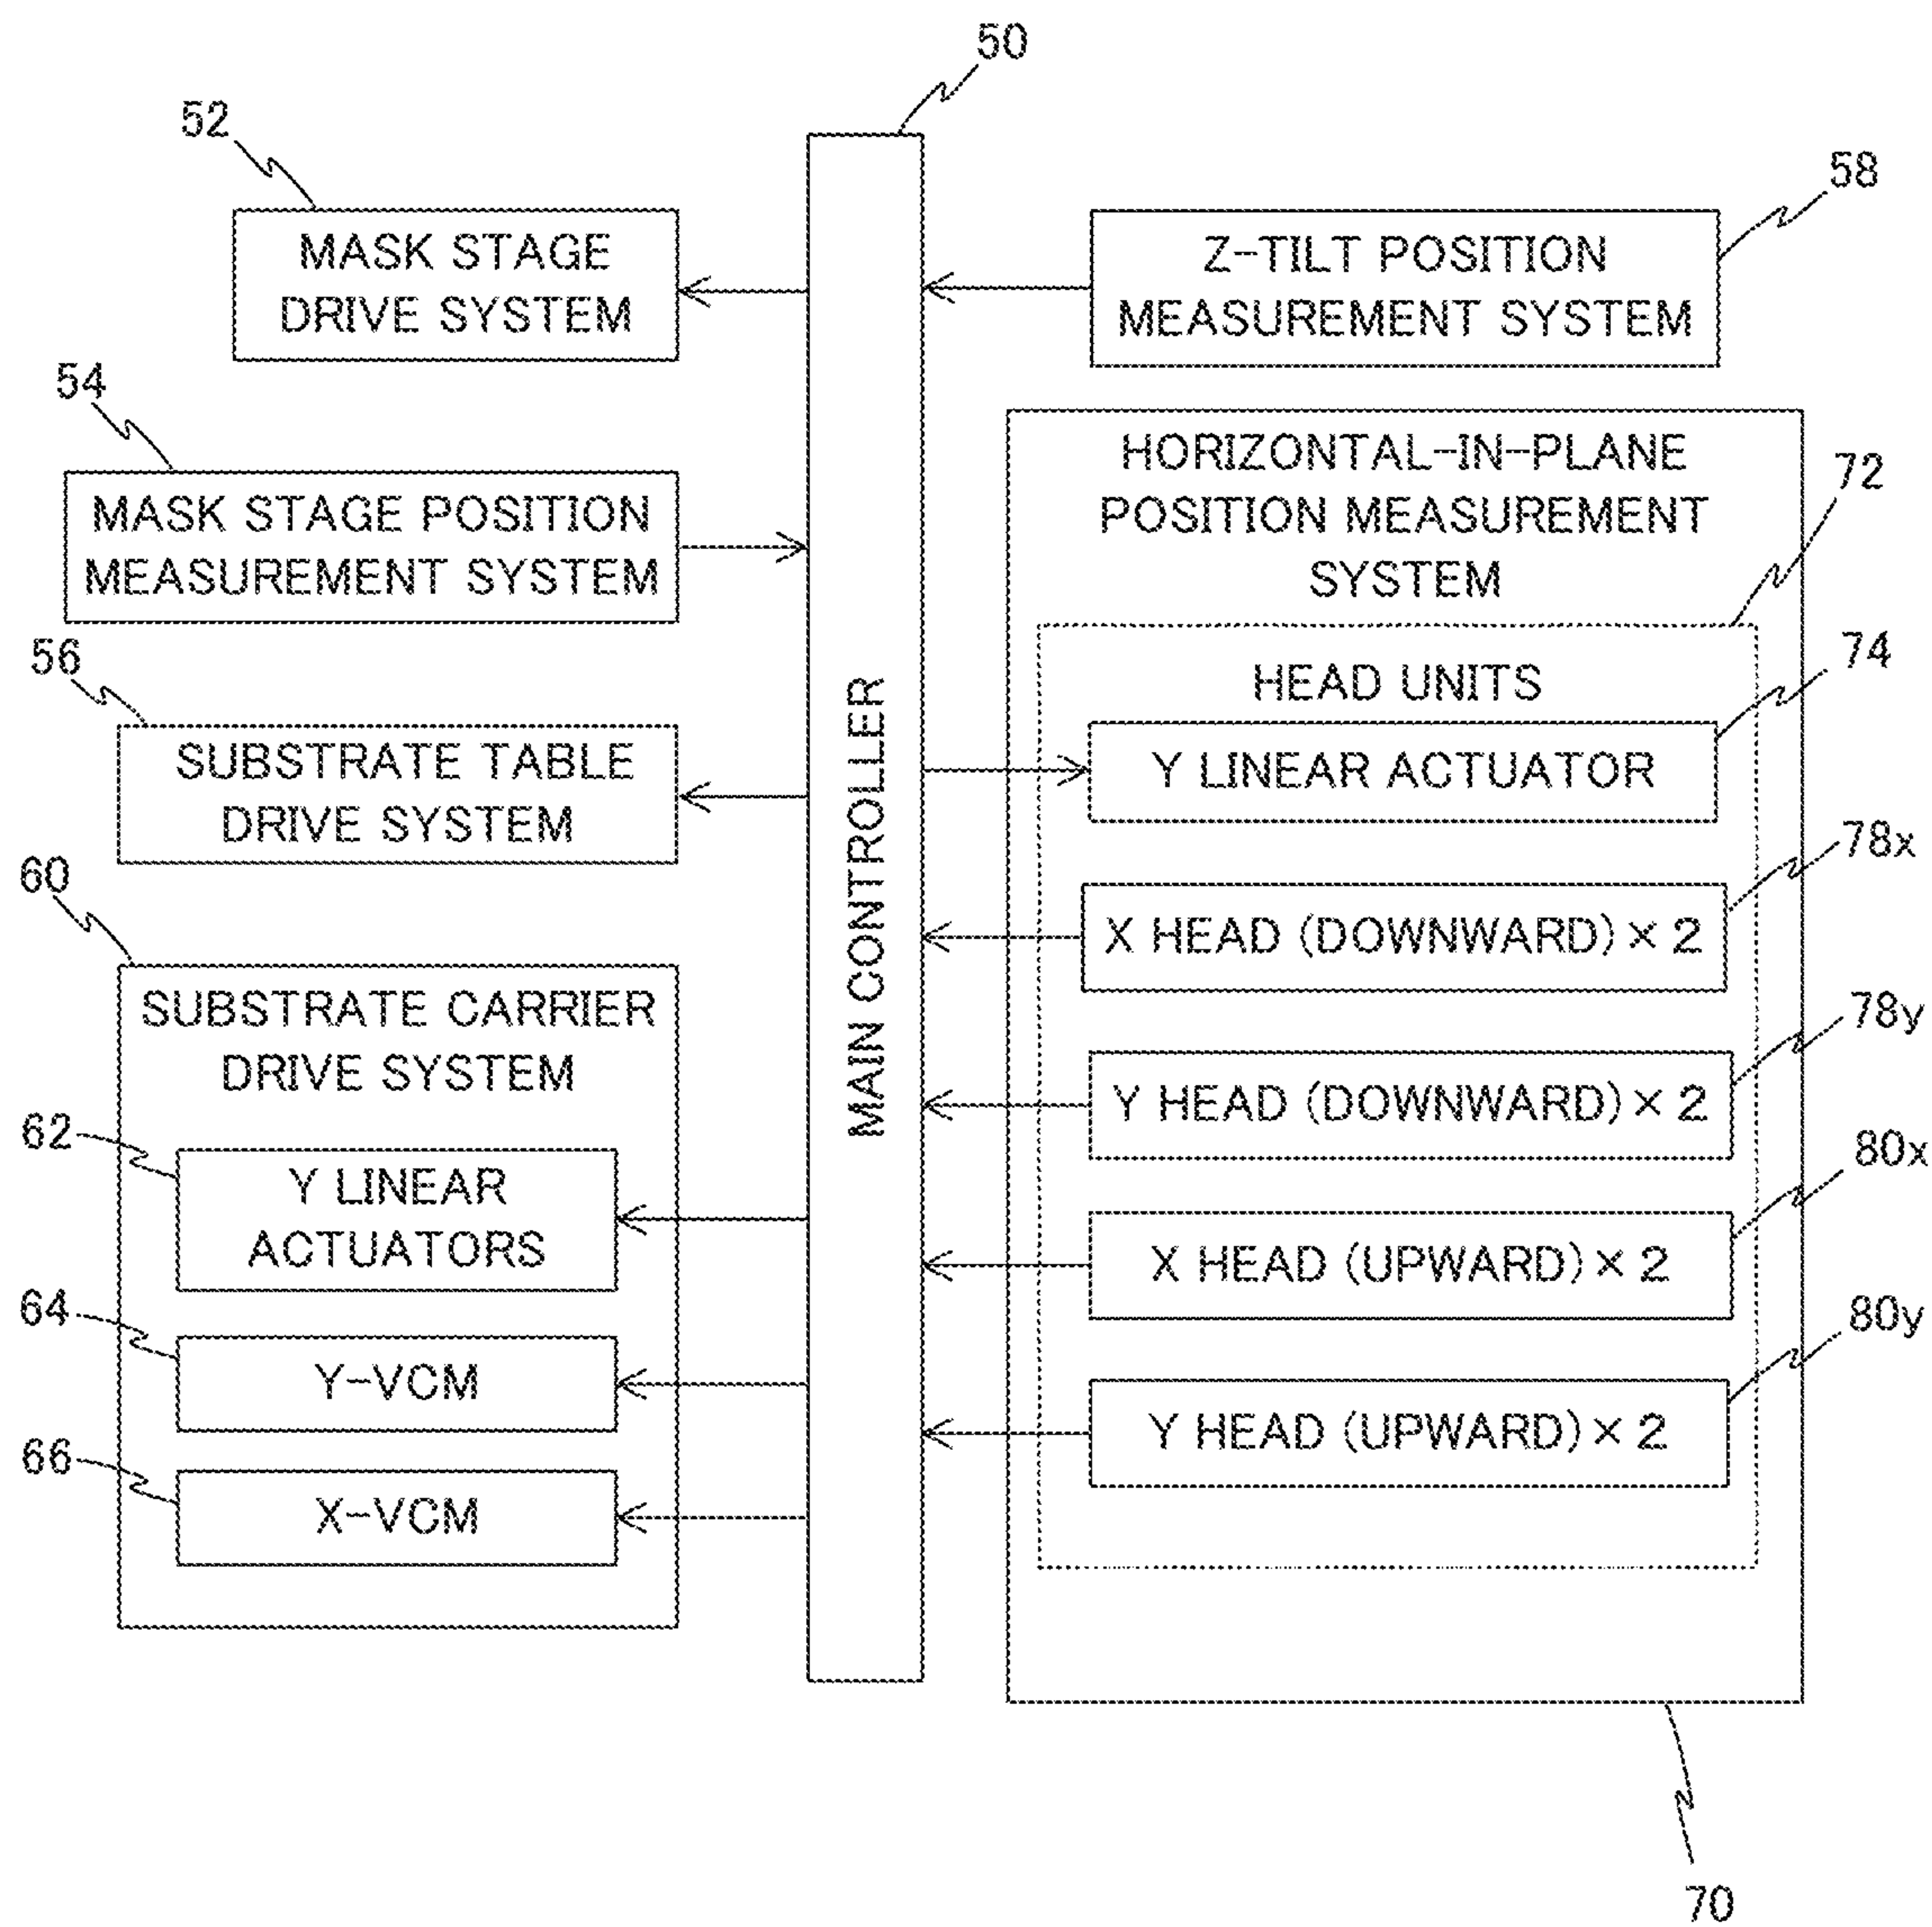 50
52
MASK STAGE
DRIVE SYSTEM
58
Z-TILT POSITION
MEASUREMENT SYSTEM
54
MASK STAGE POSITION
MEASUREMENT SYSTEM
56
SUBSTRATE TABLE
DRIVE SYSTEM
60
SUBSTRATE CARRIER
DRIVE SYSTEM
62
Y LINEAR
ACTUATORS
64
Y-VCM
66
X-VCM
MAIN CONTROLLER
HORIZONTAL-IN-PLANE
POSITION MEASUREMENT
SYSTEM
72
HEAD UNITS
74
Y LINEAR ACTUATOR
78x
X HEAD (DOWNWARD) × 2
78y
Y HEAD (DOWNWARD) × 2
80x
X HEAD (UPWARD) × 2
80y
Y HEAD (UPWARD) × 2
70